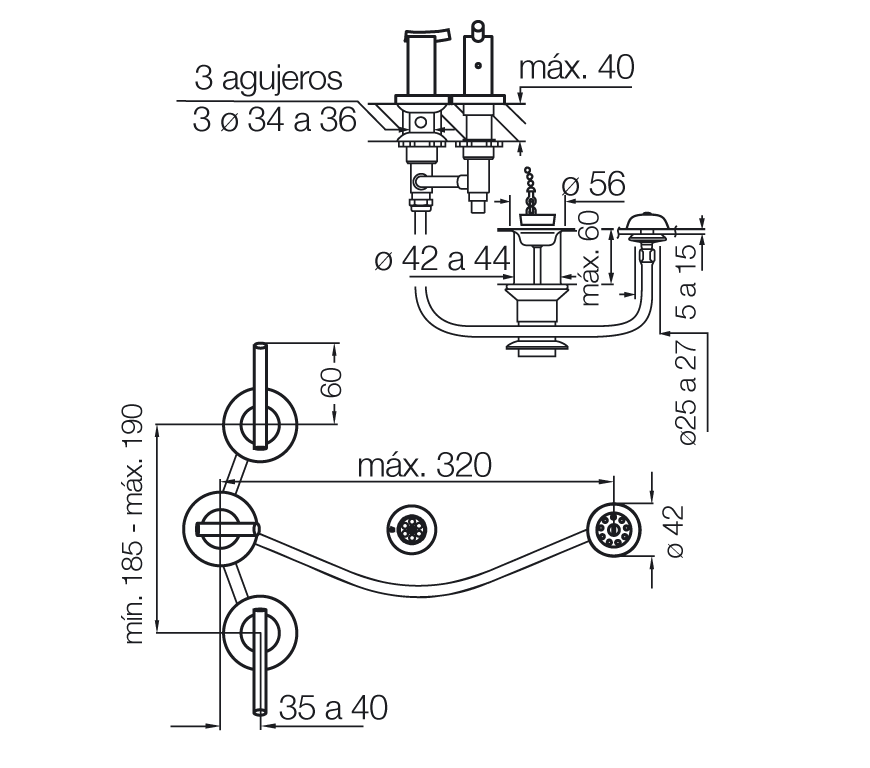 3 agujeros
3 ø 34 a 36
máx. 40
ø 56
ø 42 a 44
máx. 60
5 a 15
ø25 a 27
60
mín. 185 - máx. 190
máx. 320
ø 42
35 a 40